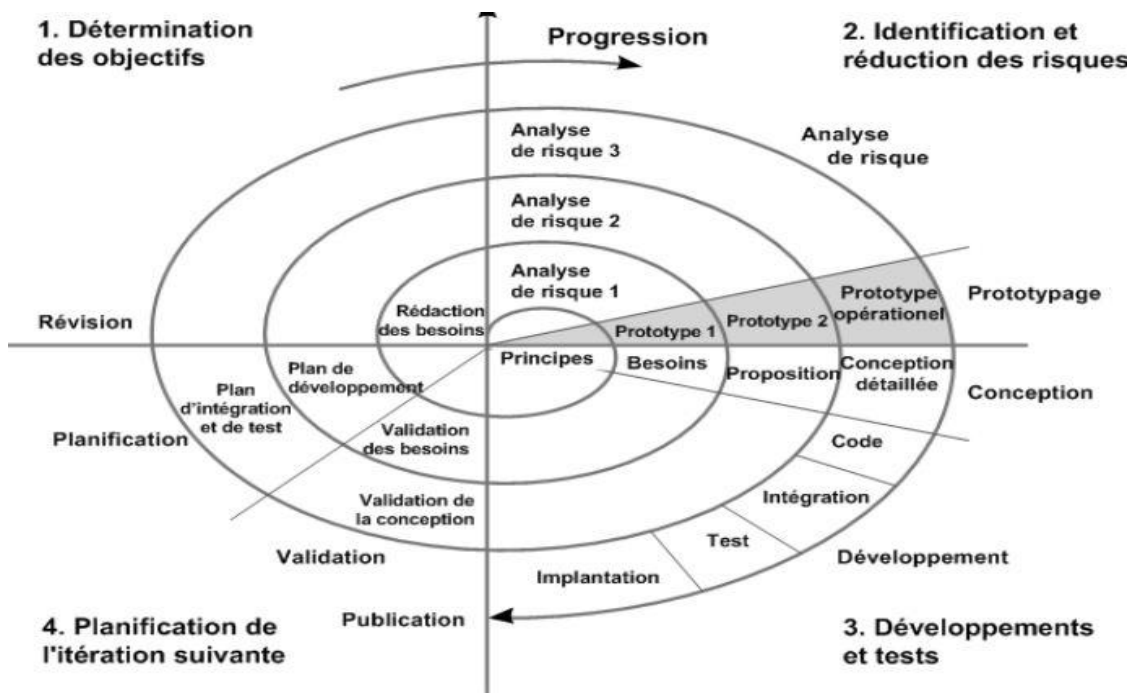 1. Détermination
des objectifs
Progression
2. Identification et
réduction des risques
Analyse
de risque 3
Analyse
de risque
Analyse
de risque 2
Analyse
de risque 1
Rédaction
des besoins
Révision
Prototype 1
Prototype 2
Prototype
opérationel
Prototypage
Principes
Besoins
Proposition
Conception
détaillée
Conception
Plan de
développement
Plan
d'intégration
et de test
Planification
Validation
des besoins
Code
Intégration
Validation de
la conception
Test
Développement
Validation
Implantation
Publication
4. Planification de
l'itération suivante
3. Développements
et tests